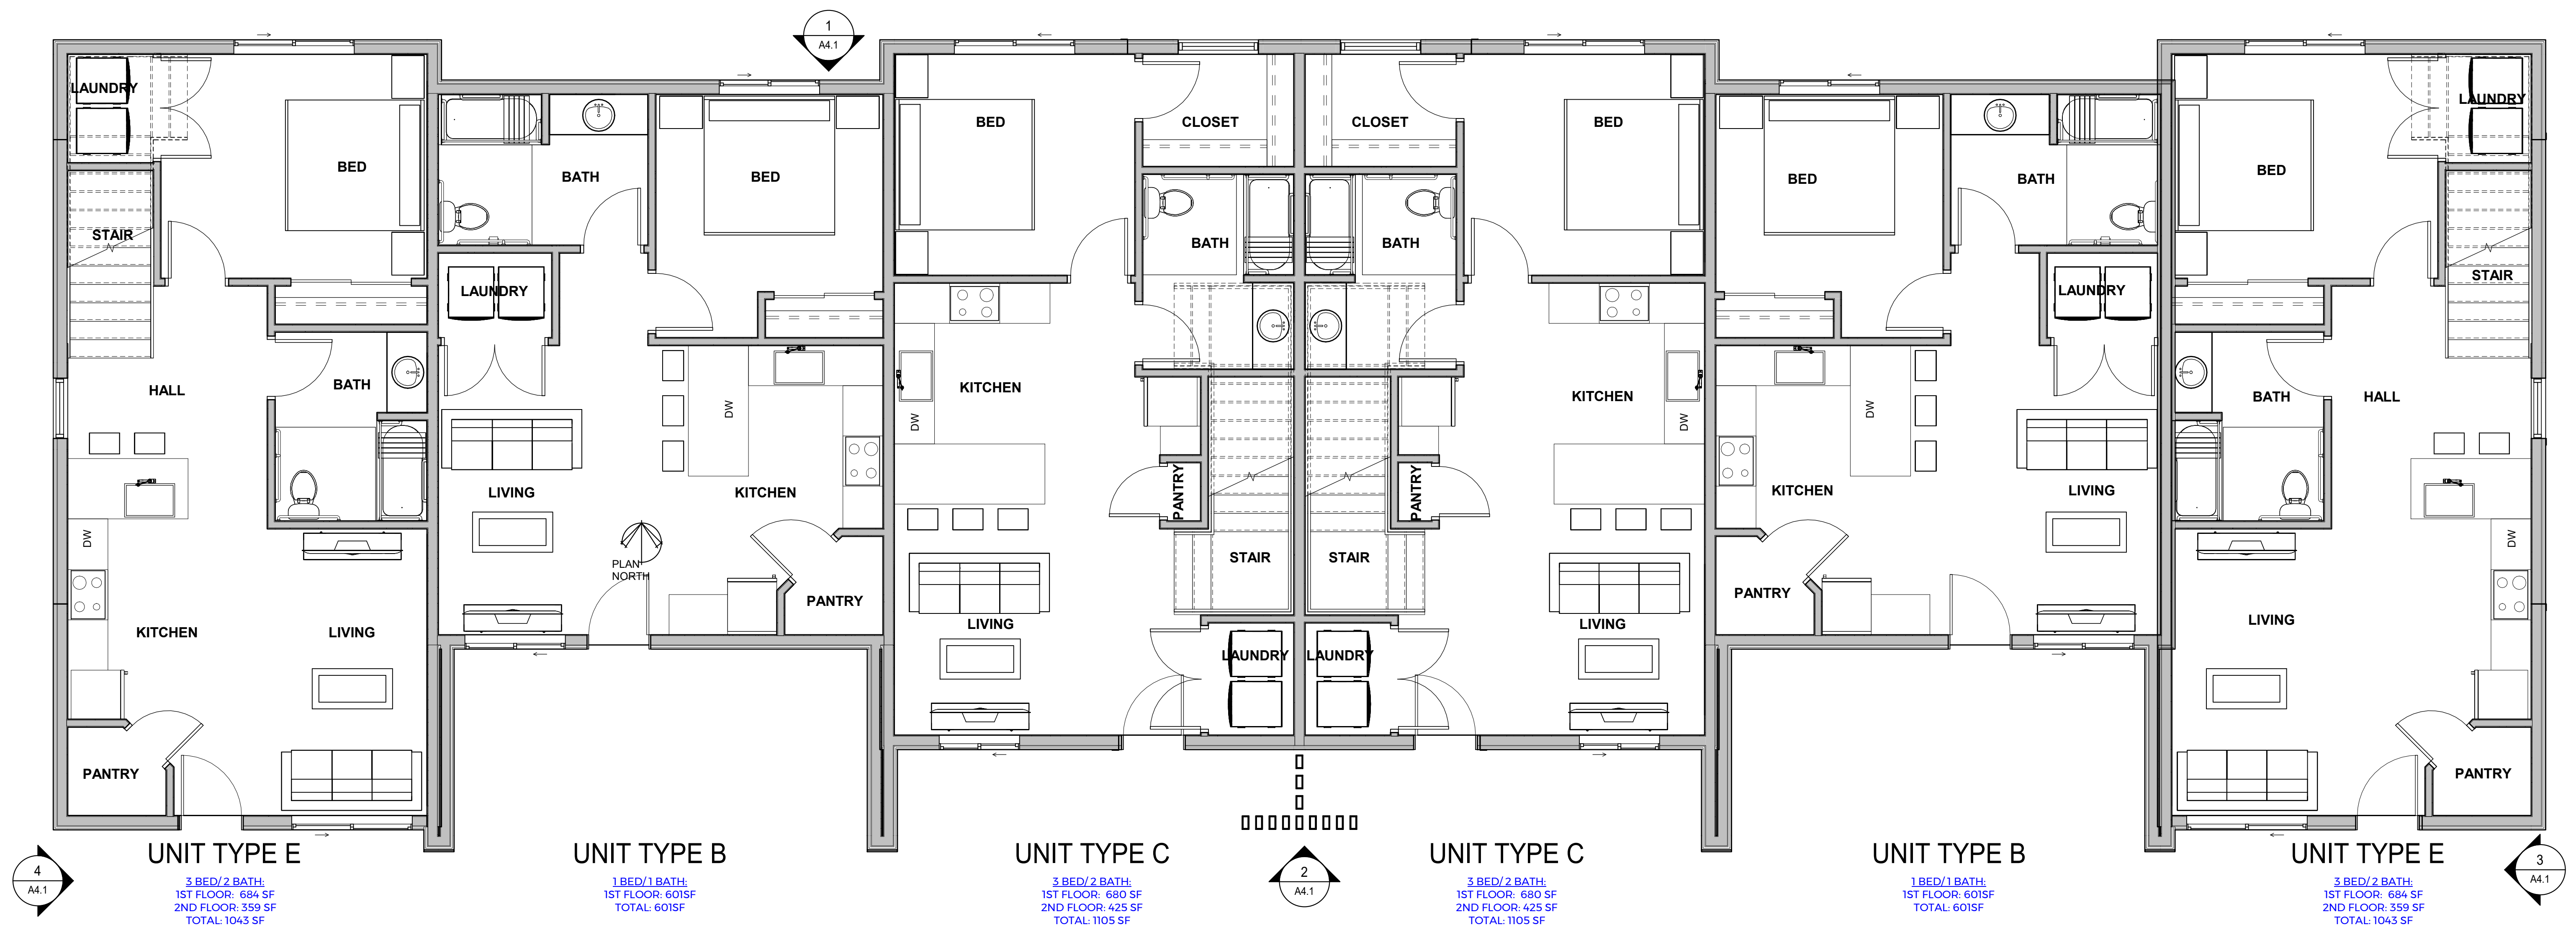 1
A4.1
LAUNDRY
BED
STAIR
HALL
BATH
DW
KITCHEN
LIVING
PANTRY
BATH
BED
LAUNDRY
DW
LIVING
KITCHEN
PLAN
NORTH
PANTRY
BED
CLOSET
BATH
KITCHEN
DW
PANTRY
STAIR
LIVING
LAUNDRY
CLOSET
BED
BATH
KITCHEN
DW
PANTRY
STAIR
LIVING
LAUNDRY
BED
BATH
LAUNDRY
DW
KITCHEN
LIVING
PANTRY
BED
LAUNDRY
STAIR
BATH
HALL
DW
LIVING
KITCHEN
PANTRY
4
A4.1
UNIT TYPE E
3 BED/ 2 BATH:
1ST FLOOR: 684 SF
2ND FLOOR: 359 SF
TOTAL: 1043 SF
UNIT TYPE B
1 BED/ 1 BATH:
1ST FLOOR: 601SF
TOTAL: 601SF
UNIT TYPE C
3 BED/ 2 BATH:
1ST FLOOR: 680 SF
2ND FLOOR: 425 SF
TOTAL: 1105 SF
2
A4.1
UNIT TYPE C
3 BED/ 2 BATH:
1ST FLOOR: 680 SF
2ND FLOOR: 425 SF
TOTAL: 1105 SF
UNIT TYPE B
1 BED/ 1 BATH:
1ST FLOOR: 601SF
TOTAL: 601SF
UNIT TYPE E
3 BED/ 2 BATH:
1ST FLOOR: 684 SF
2ND FLOOR: 359 SF
TOTAL: 1043 SF
3
A4.1